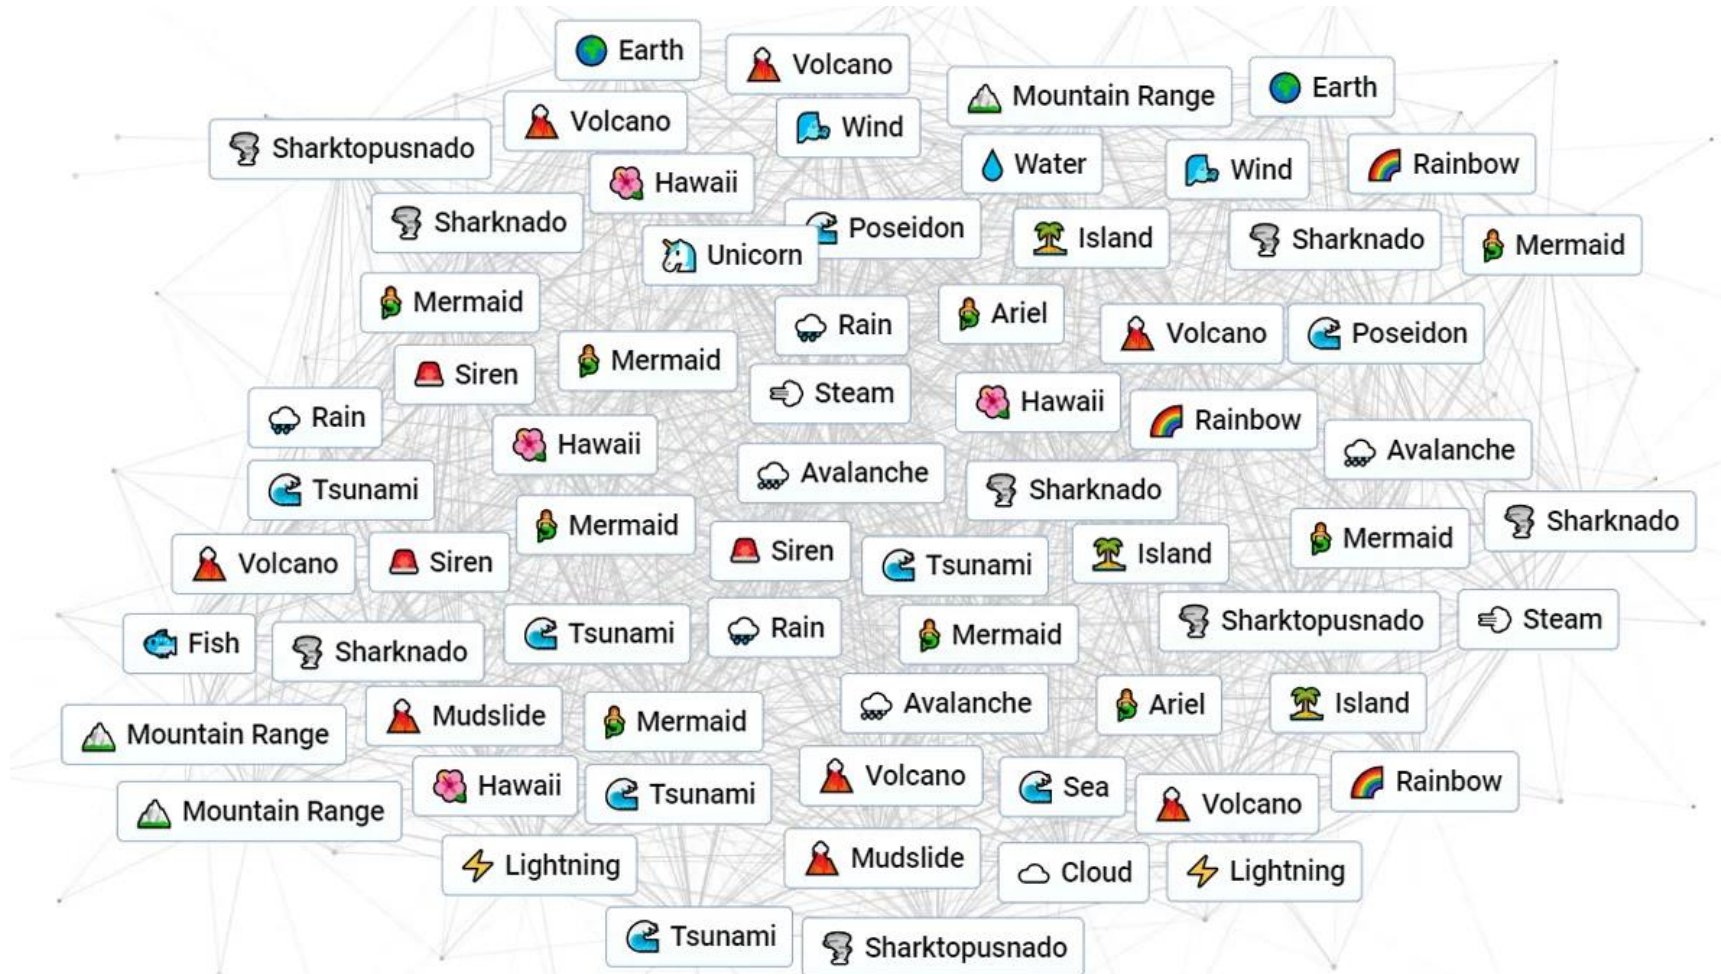 Earth
Volcano
Mountain Range
Earth
Sharktopusnado
Volcano
Wind
Water
Wind
Rainbow
Hawaii
Sharknado
Unicorn
Poseidon
Island
Sharknado
Mermaid
Mermaid
Rain
Ariel
Volcano
Poseidon
Siren
Mermaid
Steam
Hawaii
Rainbow
Rain
Hawaii
Avalanche
Sharknado
Avalanche
Tsunami
Mermaid
Siren
Tsunami
Island
Mermaid
Sharknado
Volcano
Siren
Fish
Sharknado
Tsunami
Rain
Mermaid
Sharktopusnado
Steam
Mountain Range
Mudslide
Mermaid
Avalanche
Ariel
Island
Mountain Range
Hawaii
Tsunami
Volcano
Sea
Volcano
Rainbow
Lightning
Mudslide
Cloud
Lightning
Tsunami
Sharktopusnado